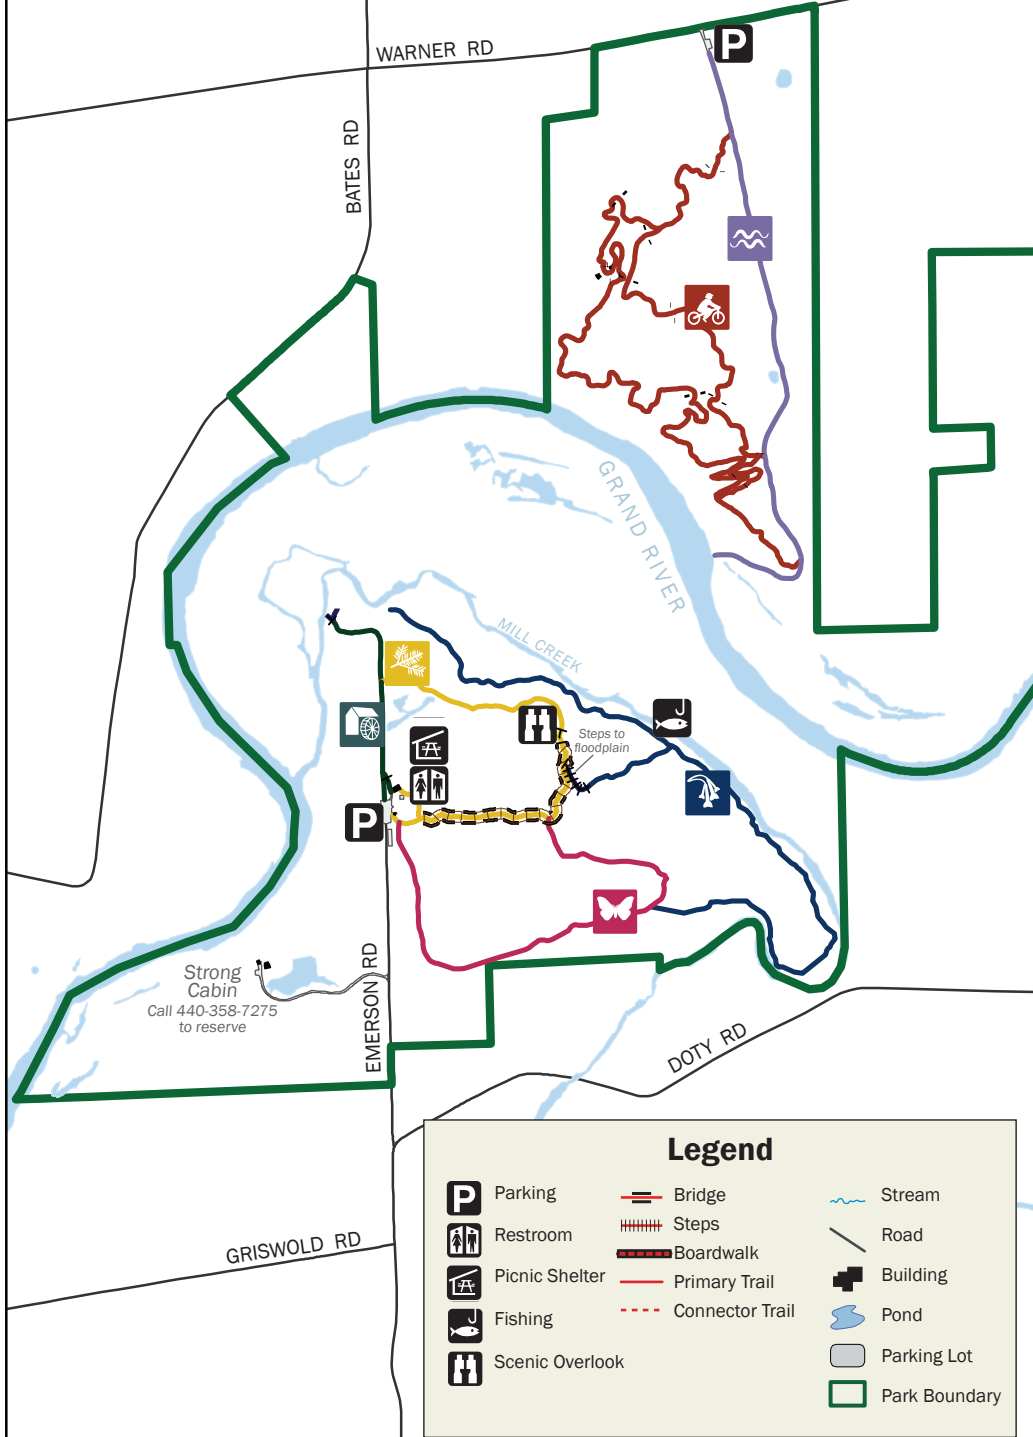 WARNER RD
P
BATES RD
GRAND RIVER
MILL CREEK
Steps to
floodplain
P
Strong
Cabin
Call 440-358-7275
to reserve
EMERSON RD
DOTY RD
GRISWOLD RD
Legend
P Parking
Restroom
Picnic Shelter
Fishing
Scenic Overlook
Bridge
Steps
Boardwalk
Primary Trail
Connector Trail
Stream
Road
Building
Pond
Parking Lot
Park Boundary